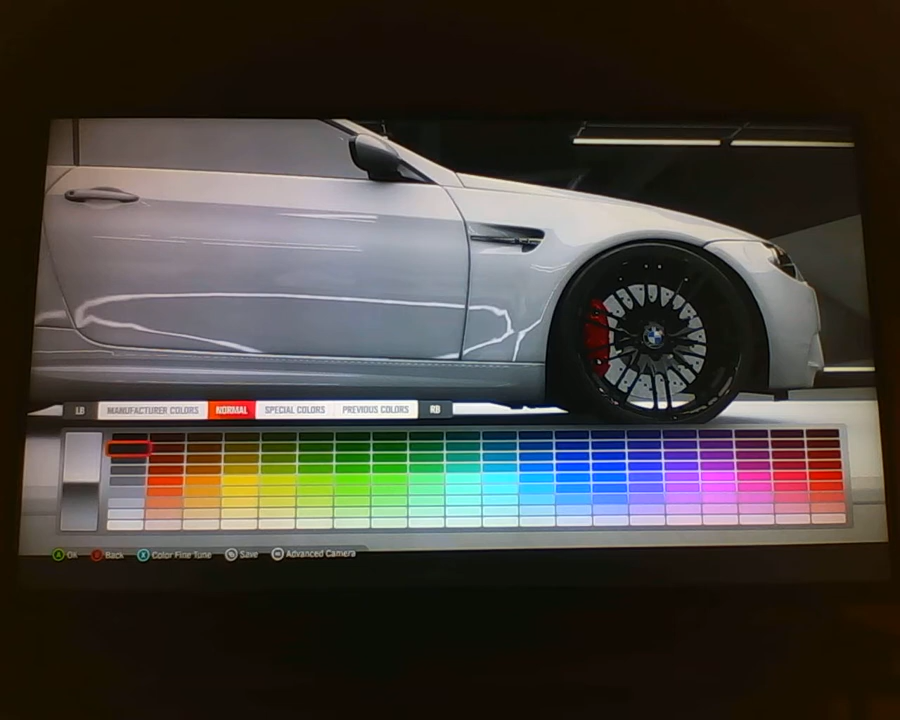 LB MANUFACTURER COLORS NORMAL SPECIAL COLORS PREVIOUS COLORS RB
A OK Back X Color Fine Tune Save Advanced Camera